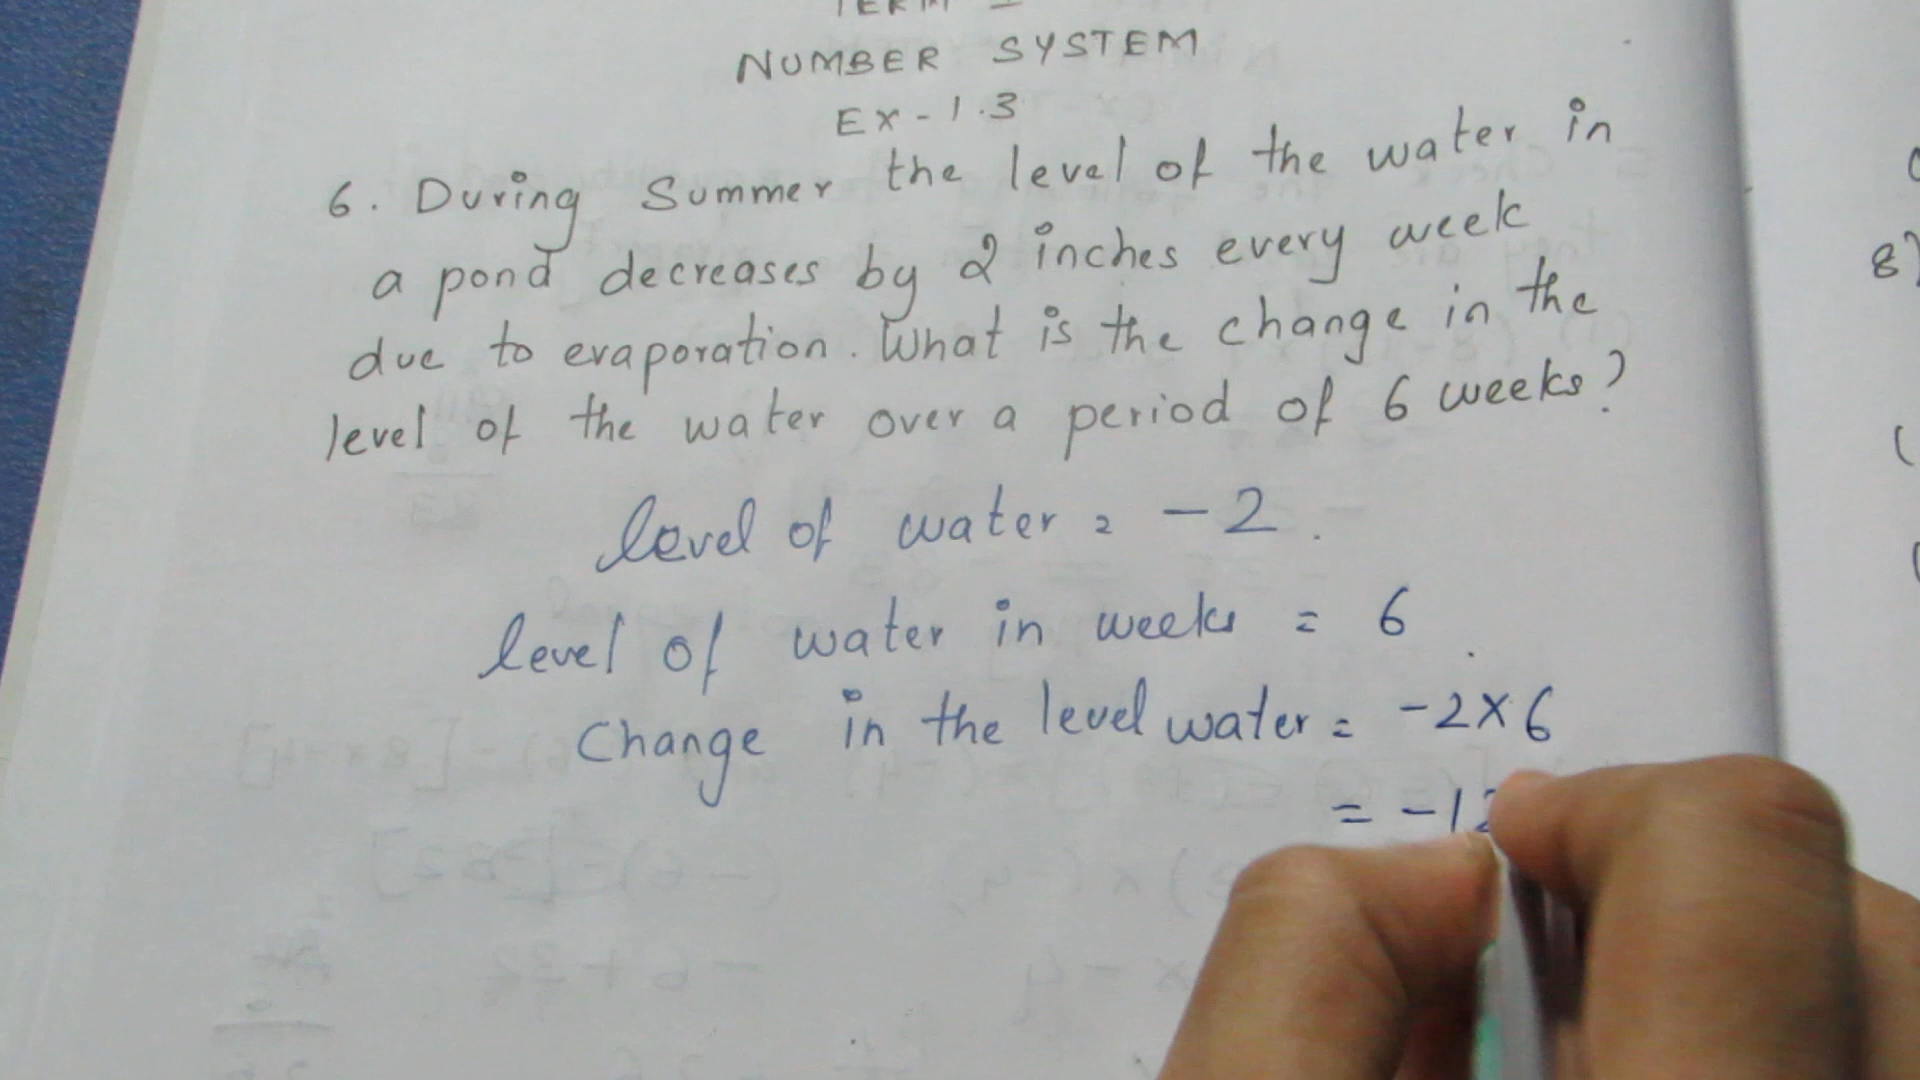 NUMBER SYSTEM
Ex - 1.3
6. During Summer the level of the water in
a pond decreases by 2 inches every week
due to evaporation. What is the change in the
level of the water over a period of 6 weeks?
level of water = -2.
level of water in weeks = 6
Change in the level water = -2×6
= -12
8)
(